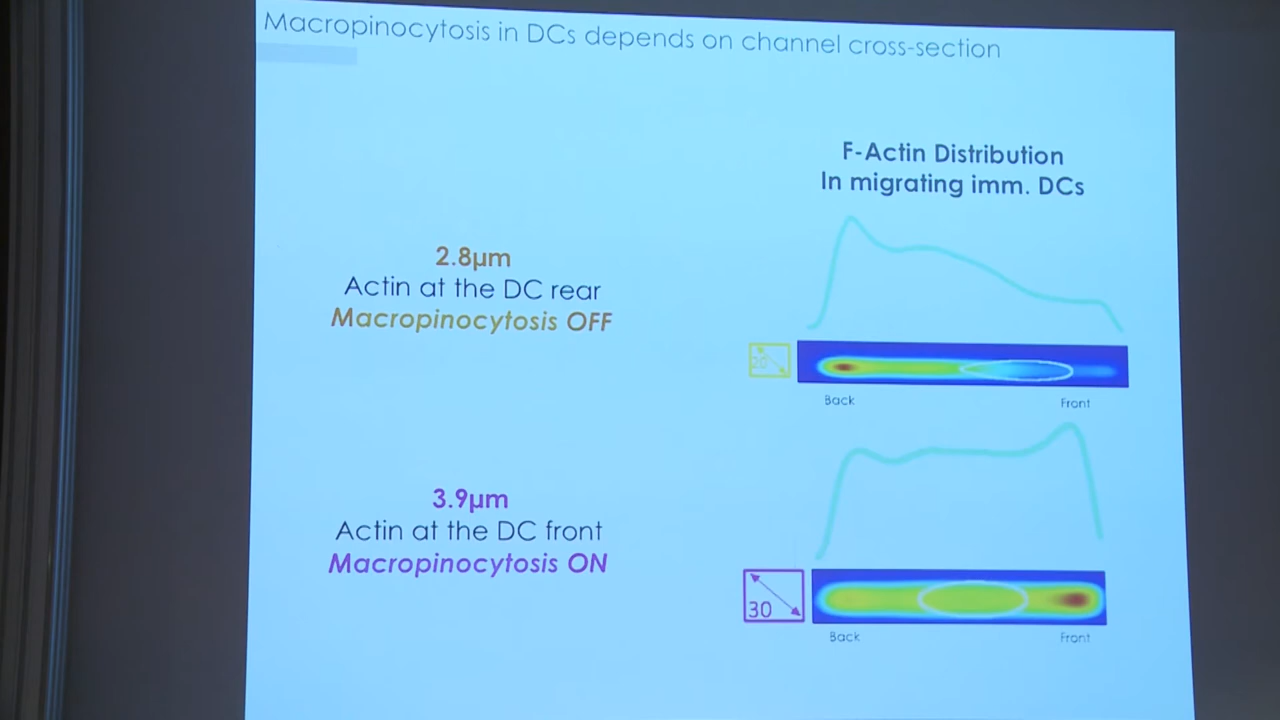 Macropinocytosis in DCs depends on channel cross-section
F-Actin Distribution
In migrating imm. DCs
2.8µm
Actin at the DC rear
Macropinocytosis OFF
20
Back
Front
3.9µm
Actin at the DC front
Macropinocytosis ON
30
Back
Front